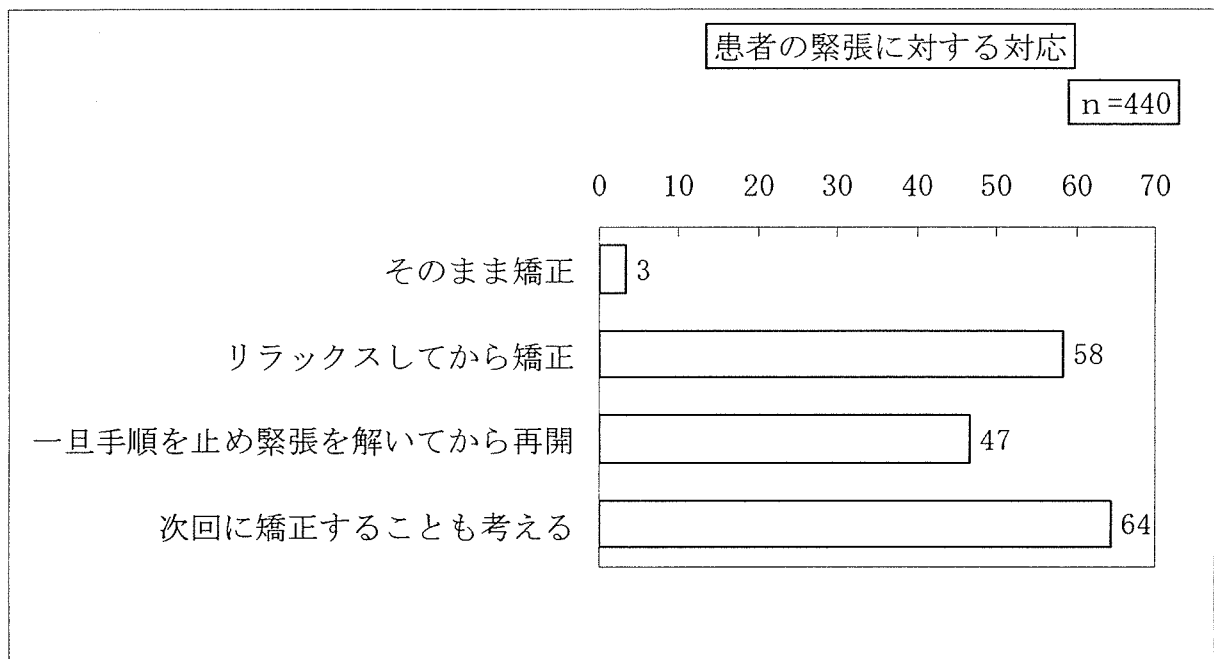 患者の緊張に対する対応
n=440
0 10 20 30 40 50 60 70
そのまま矯正 3
リラックスしてから矯正 58
一旦手順を止め緊張を解いてから再開 47
次回に矯正することも考える 64